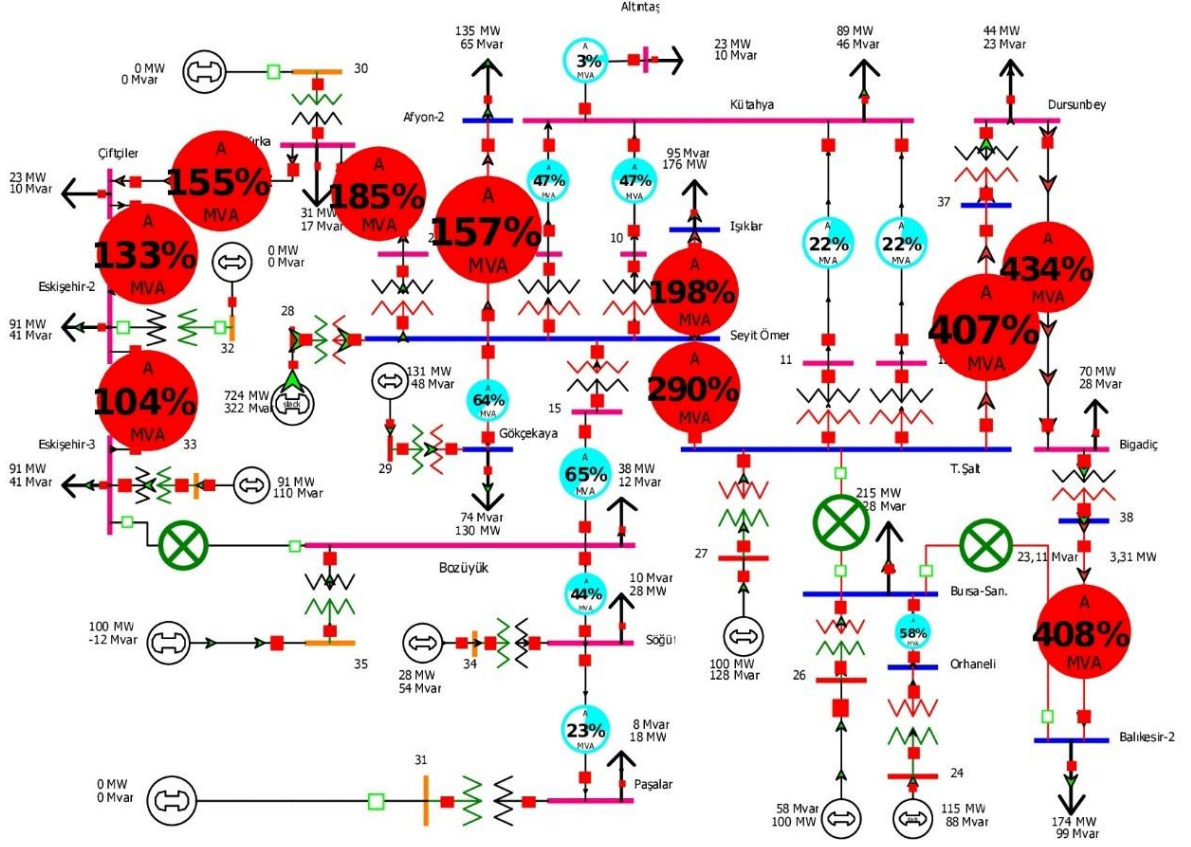 Altıntaş
135 MW
65 Mvar
A
3%
MVA
23 MW
10 Mvar
89 MW
46 Mvar
44 MW
23 Mvar
0 MW
0 Mvar
30
Afyon-2
Kütahya
Dursunbey
Çiftçiler
A
155%
MVA
A
185%
MVA
A
157%
MVA
A
47%
MVA
A
47%
MVA
95 Mvar
176 MW
23 MW
10 Mvar
31 MW
17 Mvar
37
A
133%
MVA
0 MW
0 Mvar
10
Işıklar
A
22%
MVA
A
22%
MVA
A
434%
MVA
Eskişehir-2
28
A
198%
MVA
A
407%
MVA
91 MW
41 Mvar
32
Seyit Ömer
11
A
104%
MVA
724 MW
322 Mvar
slack
131 MW
48 Mvar
A
64%
MVA
15
A
290%
MVA
70 MW
28 Mvar
Eskişehir-3
33
29
Gökçekaya
T.Şalt
Bigadiç
91 MW
41 Mvar
91 MW
110 Mvar
A
65%
MVA
38 MW
12 Mvar
74 Mvar
130 MW
215 MW
28 Mvar
38
27
23,11 Mvar
3,31 MW
Bozüyük
A
44%
MVA
10 Mvar
28 MW
Bursa-San.
100 MW
-12 Mvar
35
28 MW
54 Mvar
34
Söğüt
100 MW
128 Mvar
26
A
58%
MVA
Orhaneli
A
408%
MVA
A
23%
MVA
8 Mvar
18 MW
Balıkesir-2
31
Paşalar
24
0 MW
0 Mvar
58 Mvar
100 MW
115 MW
88 Mvar
174 MW
99 Mvar